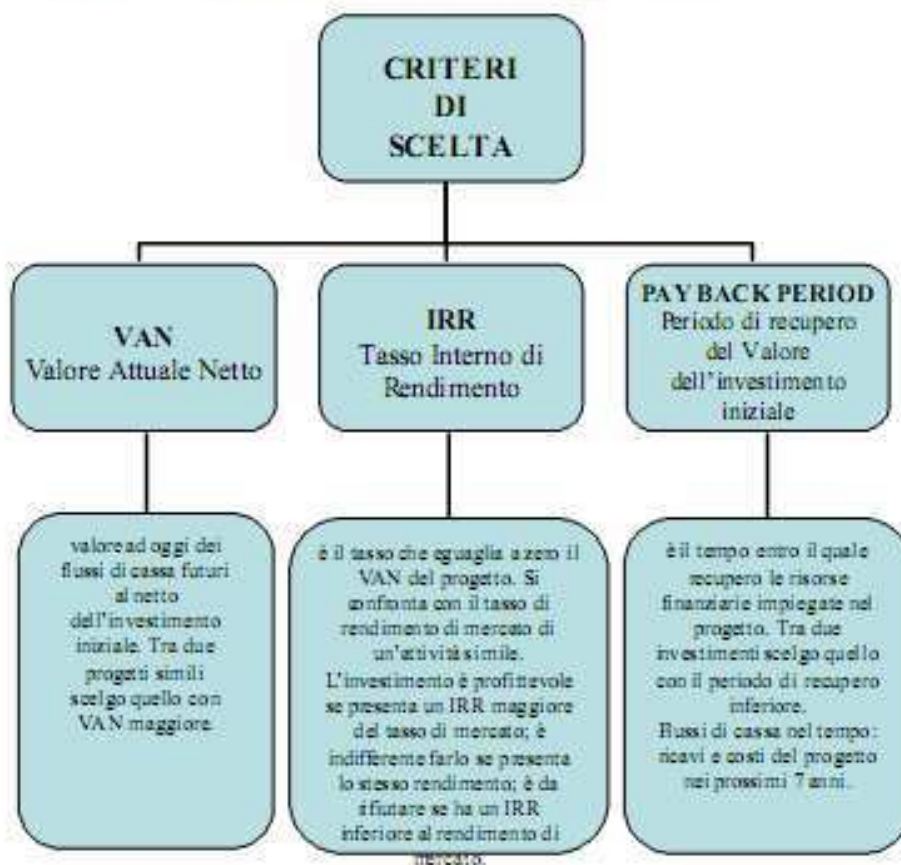 CRITERI
DI
SCELTA
VAN
Valore Attuale Netto
IRR
Tasso Interno di
Rendimento
PAY BACK PERIOD
Periodo di recupero
del Valore
dell'investimento
iniziale
valore ad oggi dei
flussi di cassa futuri
al netto
dell'investimento
iniziale. Tra due
progetti simili
scelgo quello con
VAN maggiore.
è il tasso che eguaglia a zero il
VAN del progetto. Si
confronta con il tasso di
rendimento di mercato di
un'attività simile.
L'investimento è profittevole
se presenta un IRR maggiore
del tasso di mercato; è
indifferente farlo se presenta
lo stesso rendimento; è da
rifiutare se ha un IRR
inferiore al rendimento di
mercato.
è il tempo entro il quale
recupero le risorse
finanziarie impiegate nel
progetto. Tra due
investimenti scelgo quello
con il periodo di recupero
inferiore.
Flussi di cassa nel tempo:
ricavi e costi del progetto
nei prossimi 7 anni.